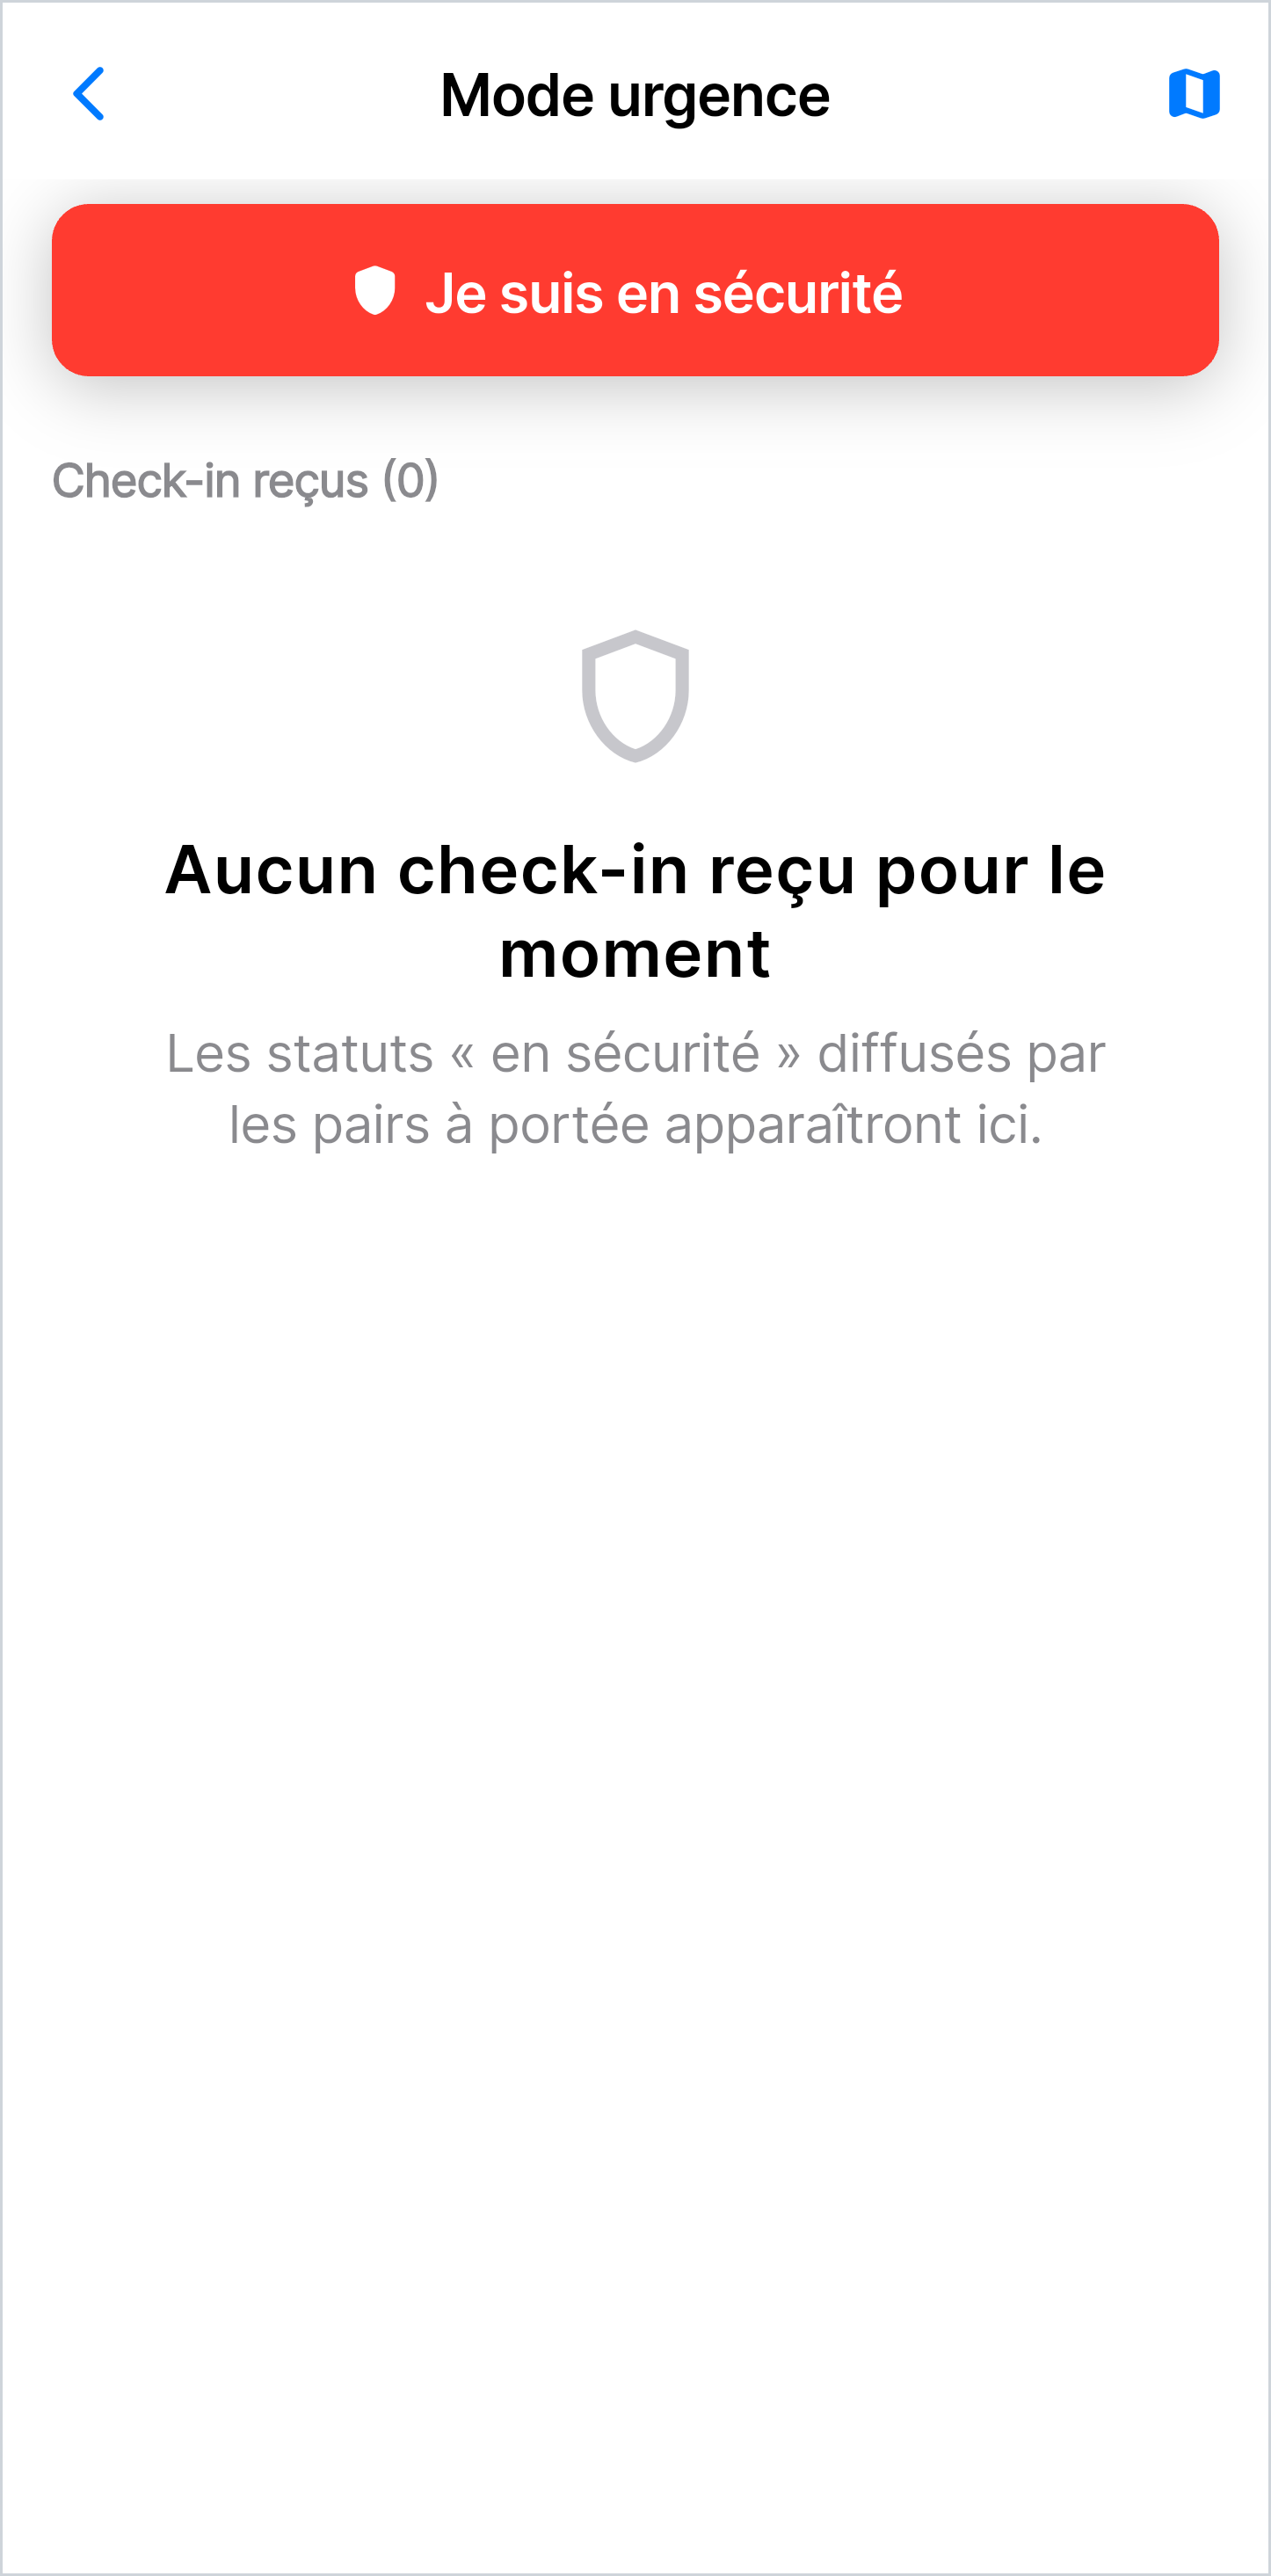 Mode urgence
Je suis en sécurité
Check-in reçus (0)
Aucun check-in reçu pour le
moment
Les statuts « en sécurité » diffusés par
les pairs à portée apparaîtront ici.